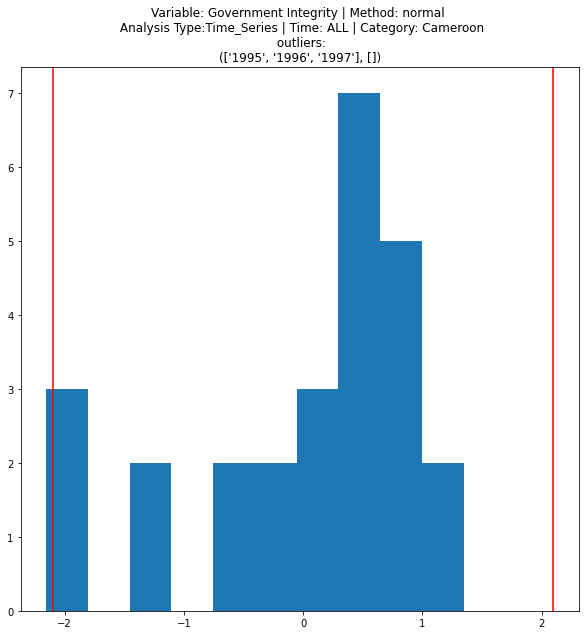 Variable: Government Integrity | Method: normal
Analysis Type:Time_Series | Time: ALL | Category: Cameroon
outliers:
(['1995', '1996', '1997'], [])
7
6
5
4
3
2
1
0
−2 −1 0 1 2